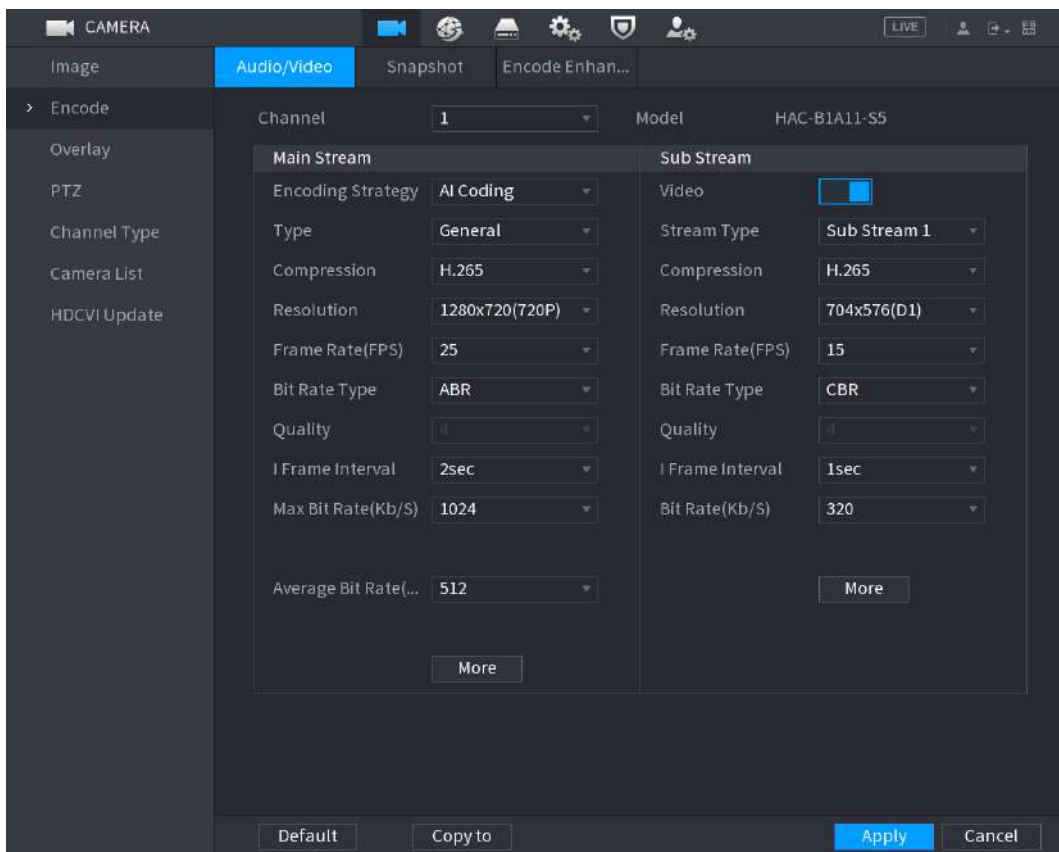 CAMERA
LIVE
Image
Audio/Video
Snapshot
Encode Enhan...
> Encode
Channel
1
Model
HAC-B1A11-S5
Overlay
Main Stream
Sub Stream
PTZ
Encoding Strategy
AI Coding
Video
Channel Type
Type
General
Stream Type
Sub Stream 1
Camera List
Compression
H.265
Compression
H.265
HDCVI Update
Resolution
1280x720(720P)
Resolution
704x576(D1)
Frame Rate(FPS)
25
Frame Rate(FPS)
15
Bit Rate Type
ABR
Bit Rate Type
CBR
Quality
4
Quality
4
I Frame Interval
2sec
I Frame Interval
1sec
Max Bit Rate(Kb/S)
1024
Bit Rate(Kb/S)
320
Average Bit Rate(...
512
More
More
Default
Copy to
Apply
Cancel